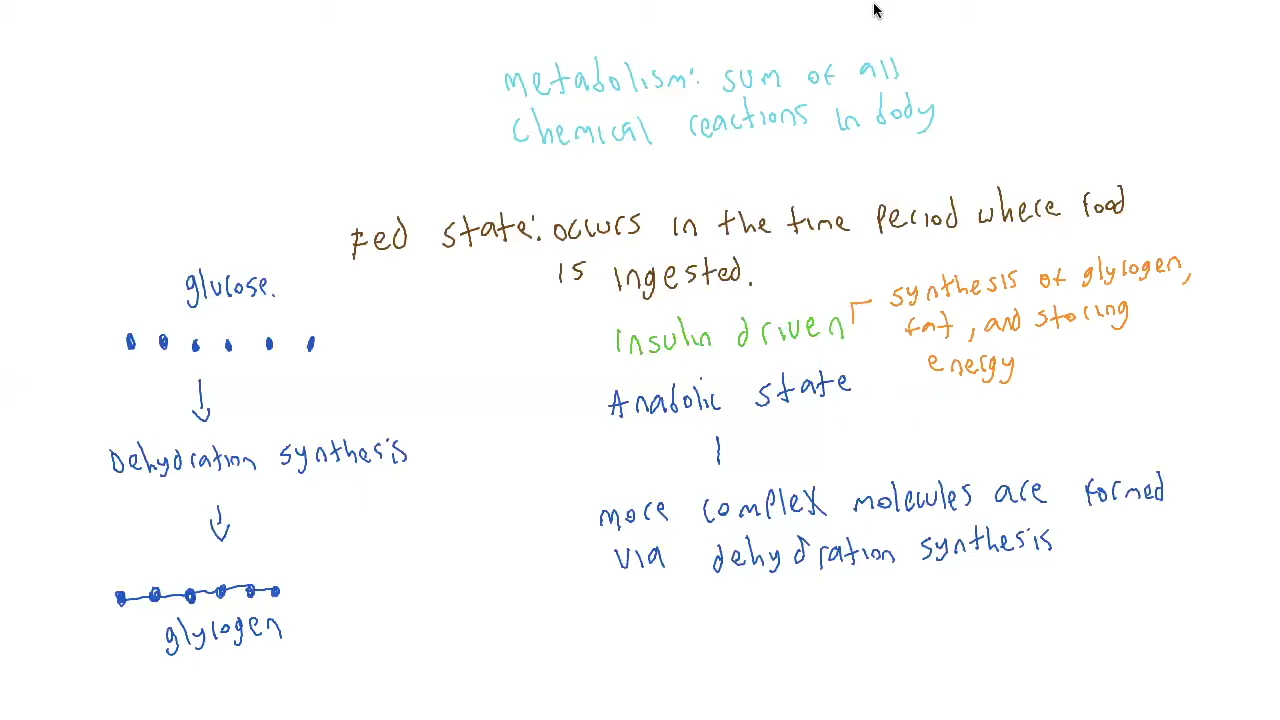 metabolism: sum of all
chemical reactions in body
Fed state: occurs in the time period where food
is ingested.
glucose.
Insulin driven
synthesis of glylogen,
fat, and storing
energy
Anabolic state
Dehydration synthesis
more complex molecules are formed
via dehydration synthesis
glylogen